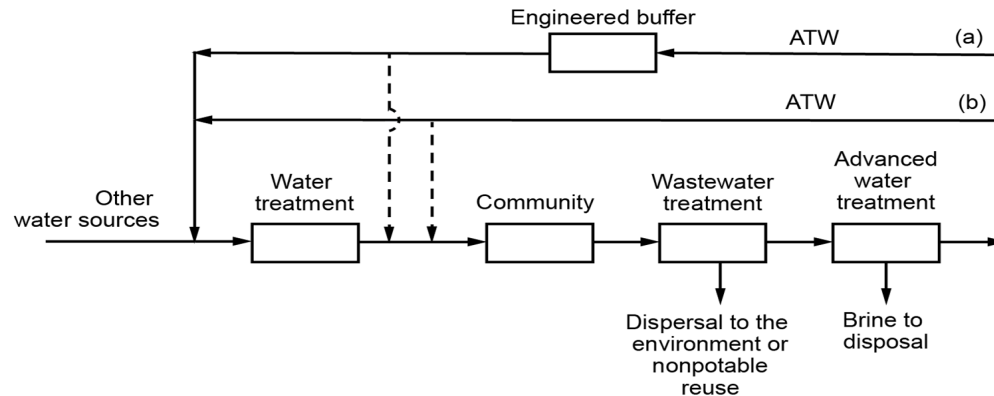 Engineered buffer
ATW
(a)
ATW
(b)
Other
water sources
Water
treatment
Community
Wastewater
treatment
Advanced
water
treatment
Dispersal to the
environment or
nonpotable
reuse
Brine to
disposal